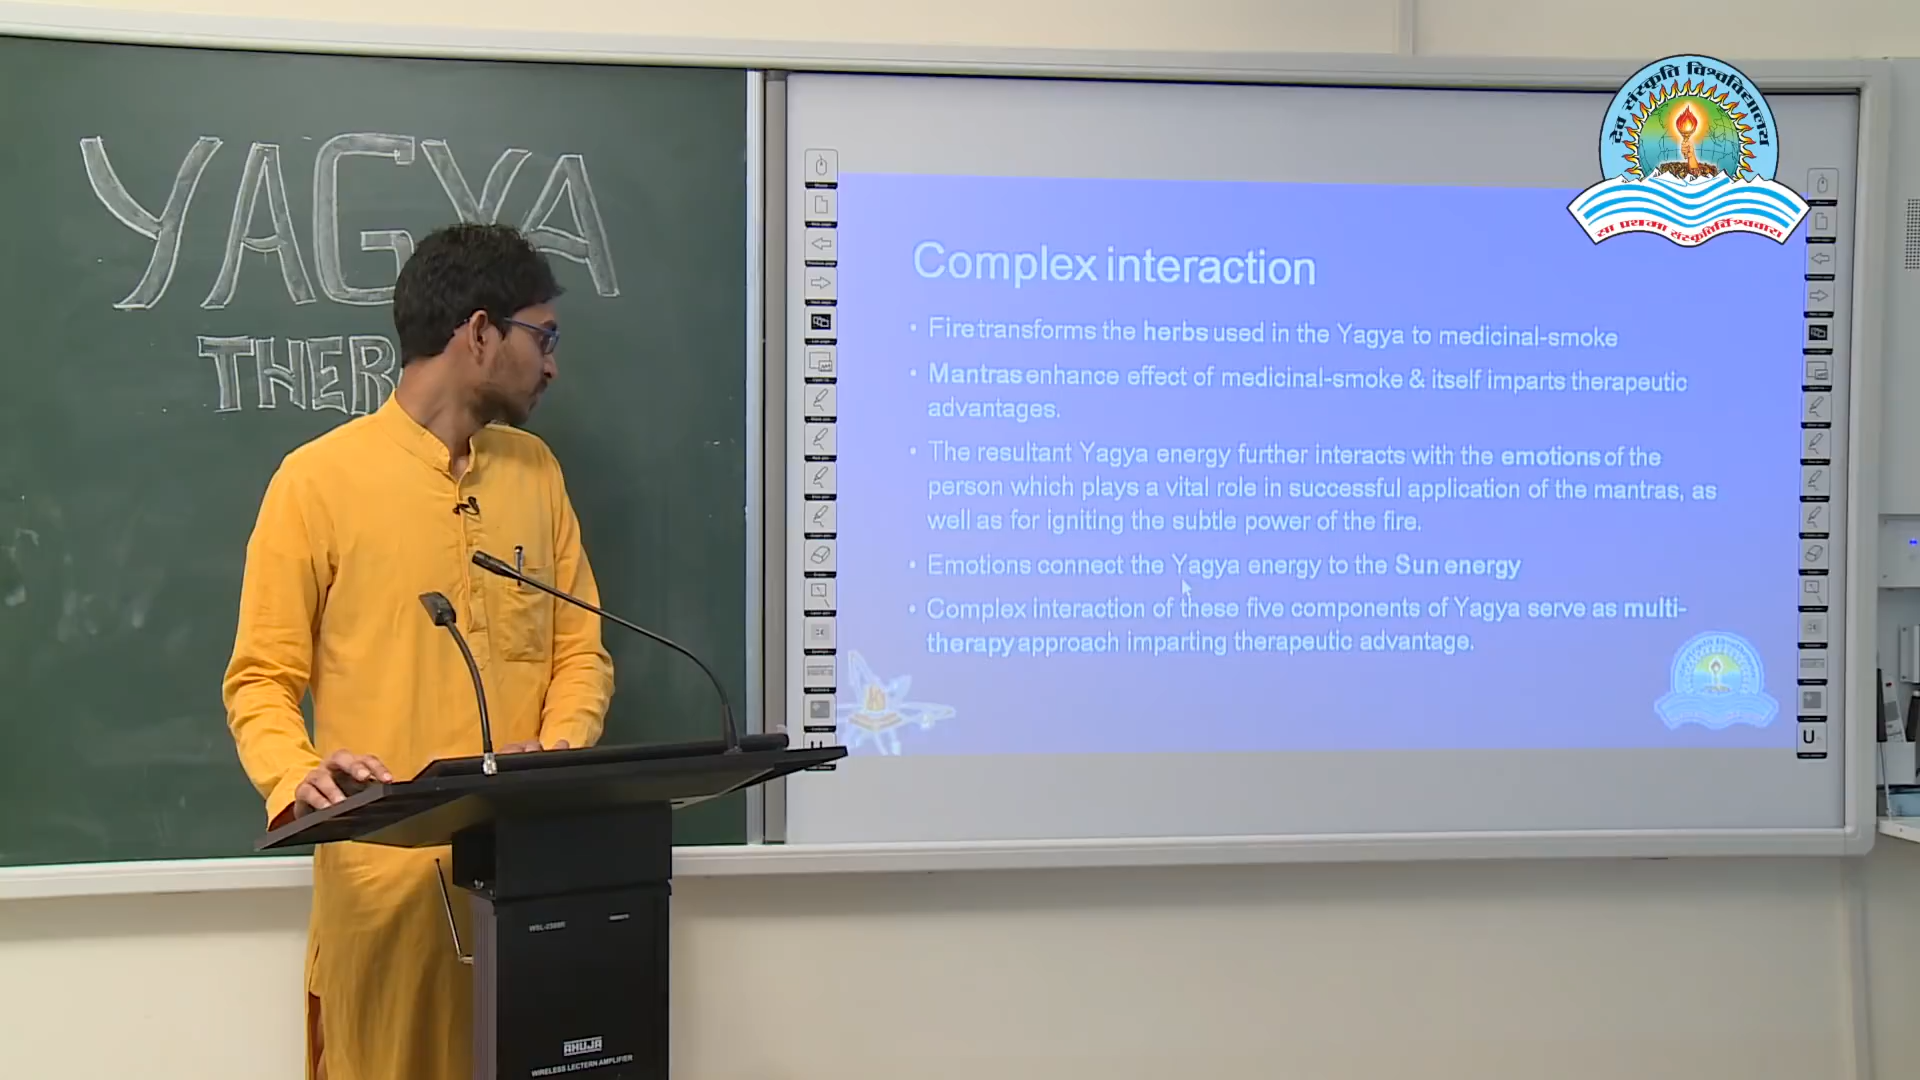 YAGYA
THER
देव संस्कृति विश्वविद्यालय
सा प्रथमा संस्कृतिर्विश्ववारा
Complex interaction
• Fire transforms the herbs used in the Yagya to medicinal-smoke
• Mantras enhance effect of medicinal-smoke & itself imparts therapeutic
advantages.
• The resultant Yagya energy further interacts with the emotions of the
person which plays a vital role in successful application of the mantras, as
well as for igniting the subtle power of the fire.
• Emotions connect the Yagya energy to the Sun energy
• Complex interaction of these five components of Yagya serve as multi-
therapy approach imparting therapeutic advantage.
U
AHUJA
WIRELESS LECTERN AMPLIFIER